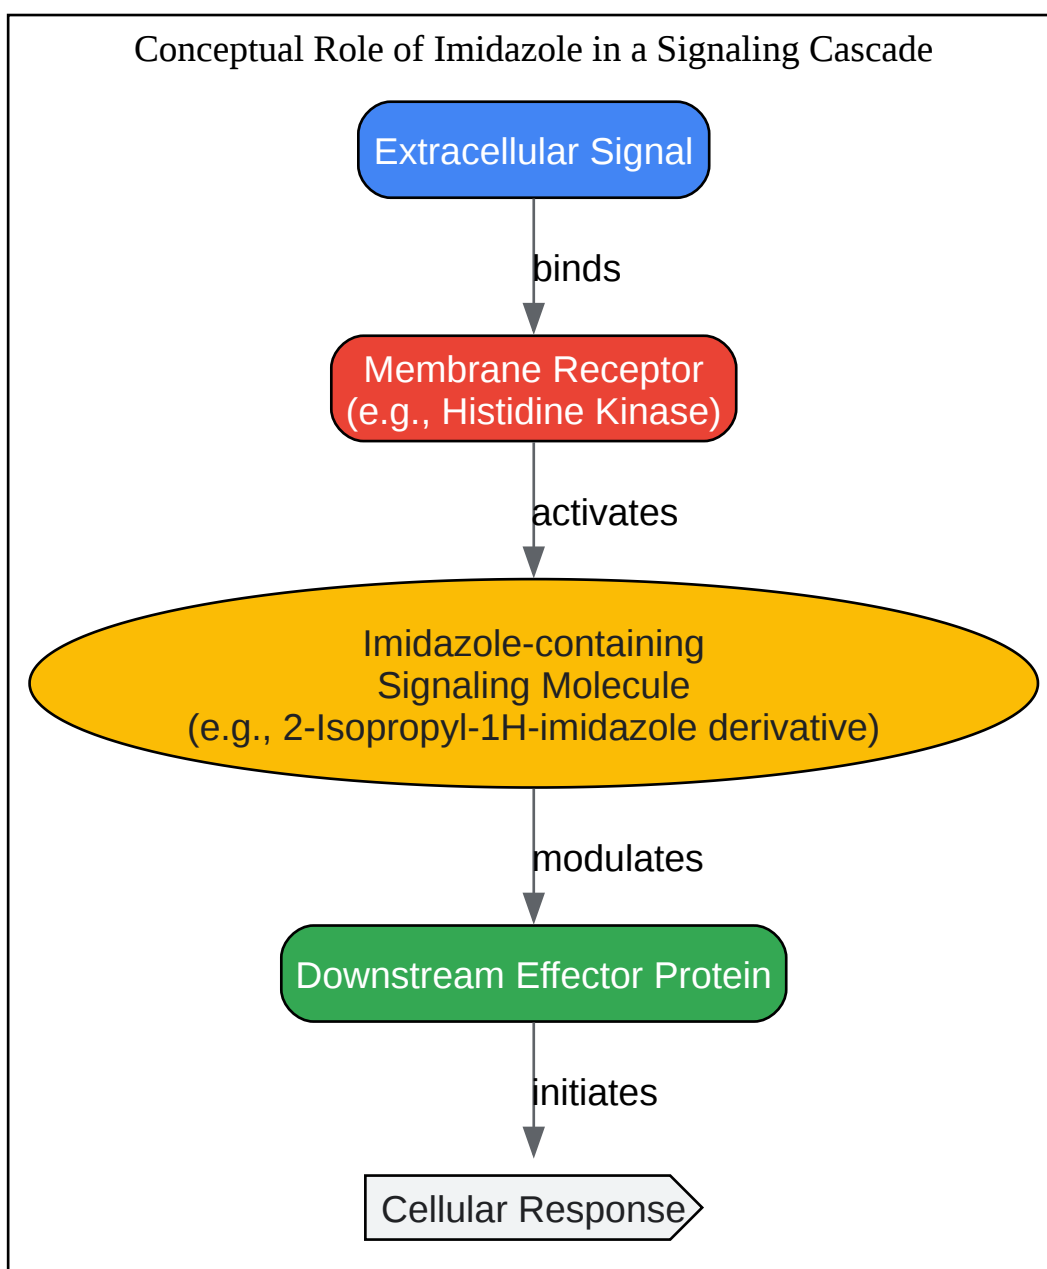 Conceptual Role of Imidazole in a Signaling Cascade
Extracellular Signal
binds
Membrane Receptor
(e.g., Histidine Kinase)
activates
Imidazole-containing
Signaling Molecule
(e.g., 2-Isopropyl-1H-imidazole derivative)
modulates
Downstream Effector Protein
initiates
Cellular Response